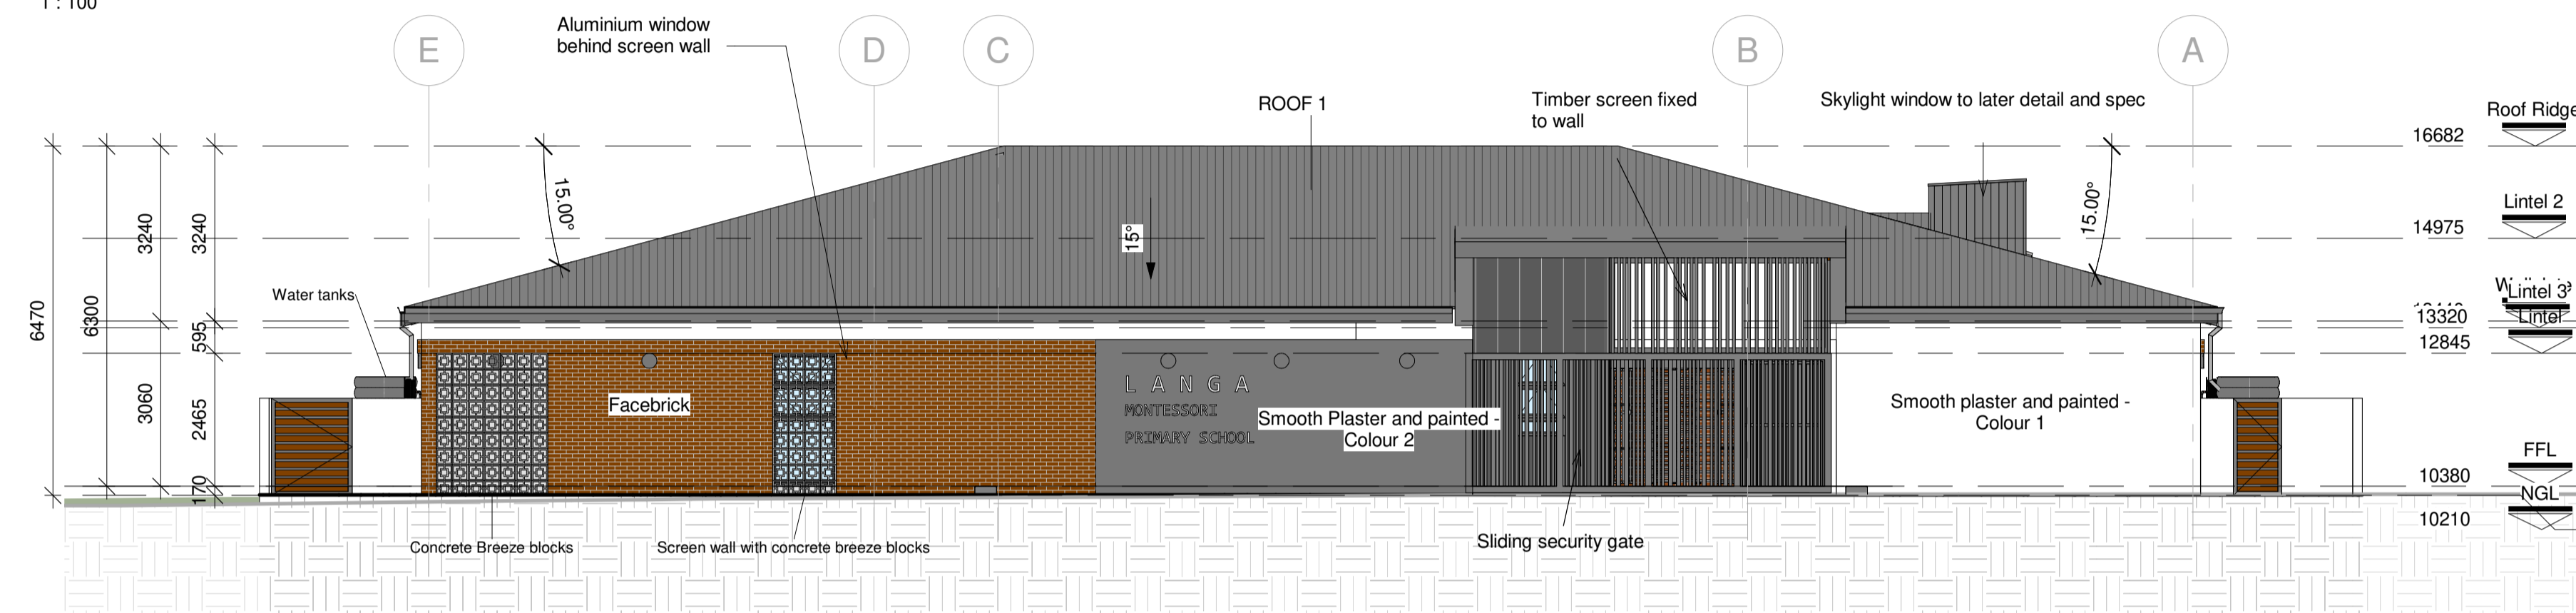 1 : 100
Aluminium window
behind screen wall
E
D
C
B
A
ROOF 1
Timber screen fixed
to wall
Skylight window to later detail and spec
Roof Ridge
16682
15.00°
15.00°
Lintel 2
14975
3240
3240
15°
6470
6300
595
Water tanks
Lintel 3
13320
Lintel
12845
3060
2465
170
Facebrick
LANGA
MONTESSORI
PRIMARY SCHOOL
Smooth Plaster and painted -
Colour 2
Smooth plaster and painted -
Colour 1
FFL
10380
NGL
10210
Concrete Breeze blocks
Screen wall with concrete breeze blocks
Sliding security gate